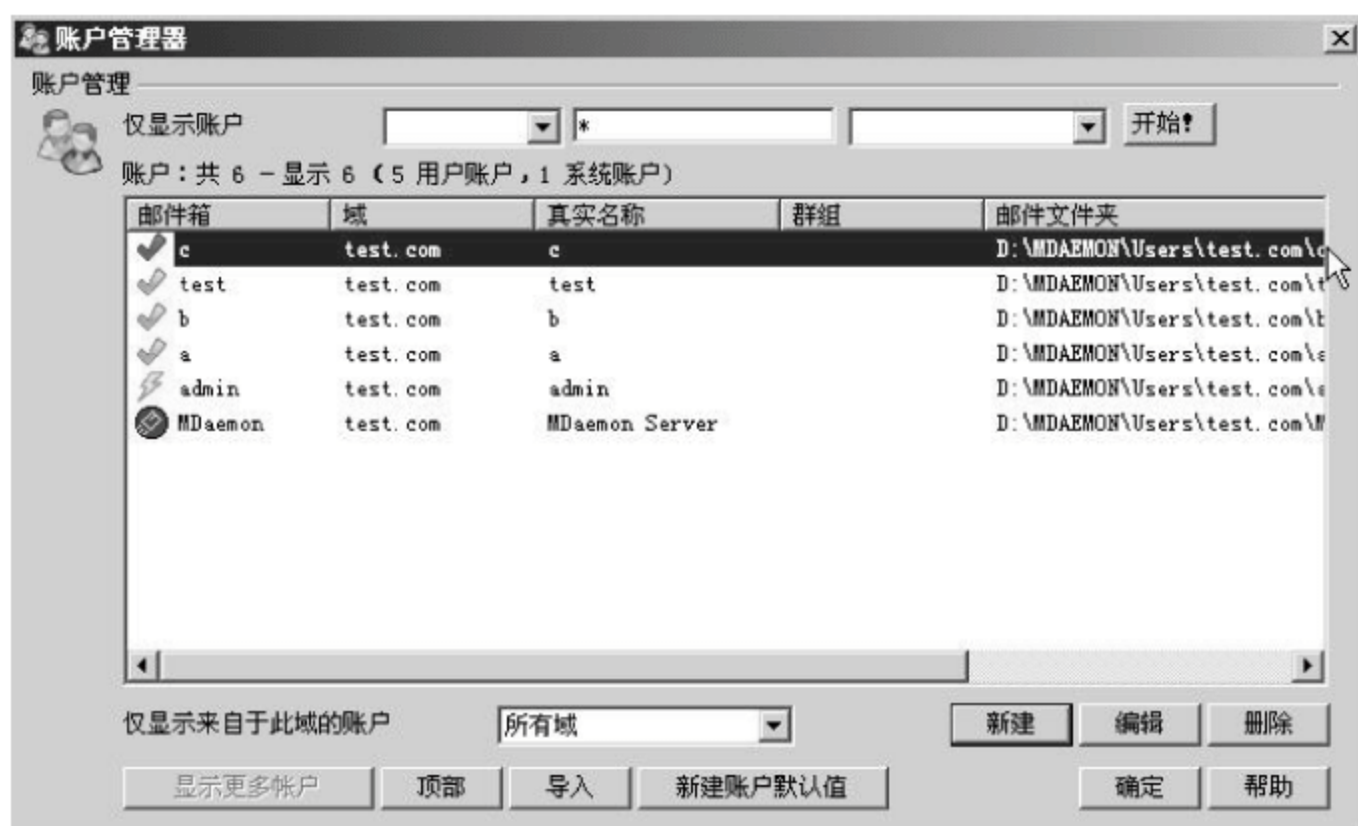 账户管理器
账户管理
仅显示账户 * 开始!
账户:共 6 - 显示 6 (5 用户账户,1 系统账户)
邮件箱 域 真实名称 群组 邮件文件夹
c test.com c D:\MDAEMON\Users\test.com\c
test test.com test D:\MDAEMON\Users\test.com\t
b test.com b D:\MDAEMON\Users\test.com\b
a test.com a D:\MDAEMON\Users\test.com\a
admin test.com admin D:\MDAEMON\Users\test.com\a
MDaemon test.com MDaemon Server D:\MDAEMON\Users\test.com\M
仅显示来自于此域的账户 所有域 新建 编辑 删除
显示更多帐户 顶部 导入 新建账户默认值 确定 帮助